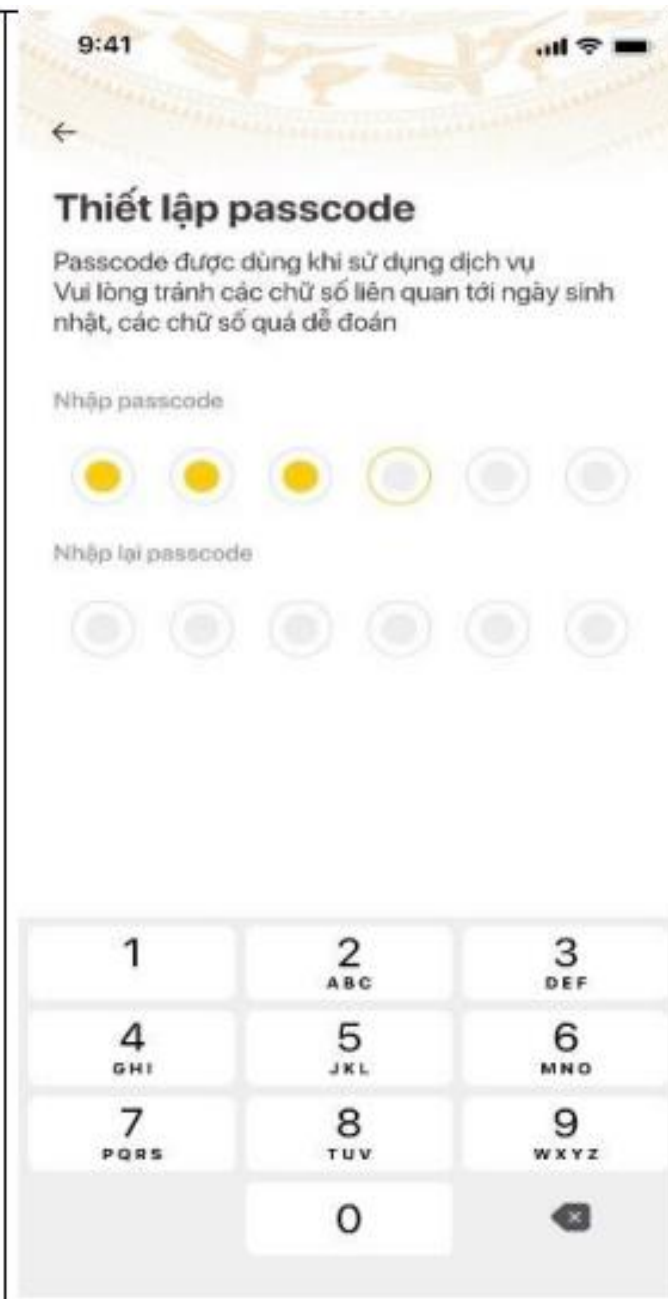 9:41
Thiết lập passcode
Passcode được dùng khi sử dụng dịch vụ
Vui lòng tránh các chữ số liên quan tới ngày sinh
nhật, các chữ số quá dễ đoán
Nhập passcode
Nhập lại passcode
1 2 3
ABC DEF
4 5 6
GHI JKL MNO
7 8 9
PQRS TUV WXYZ
0